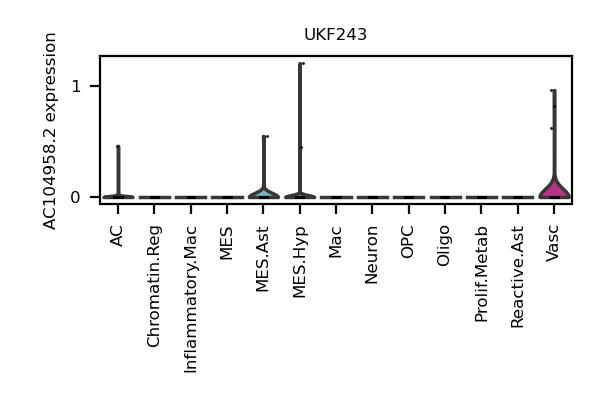 UKF243
AC104958.2 expression
1
0
AC
Chromatin.Reg
Inflammatory.Mac
MES
MES.Ast
MES.Hyp
Mac
Neuron
OPC
Oligo
Prolif.Metab
Reactive.Ast
Vasc